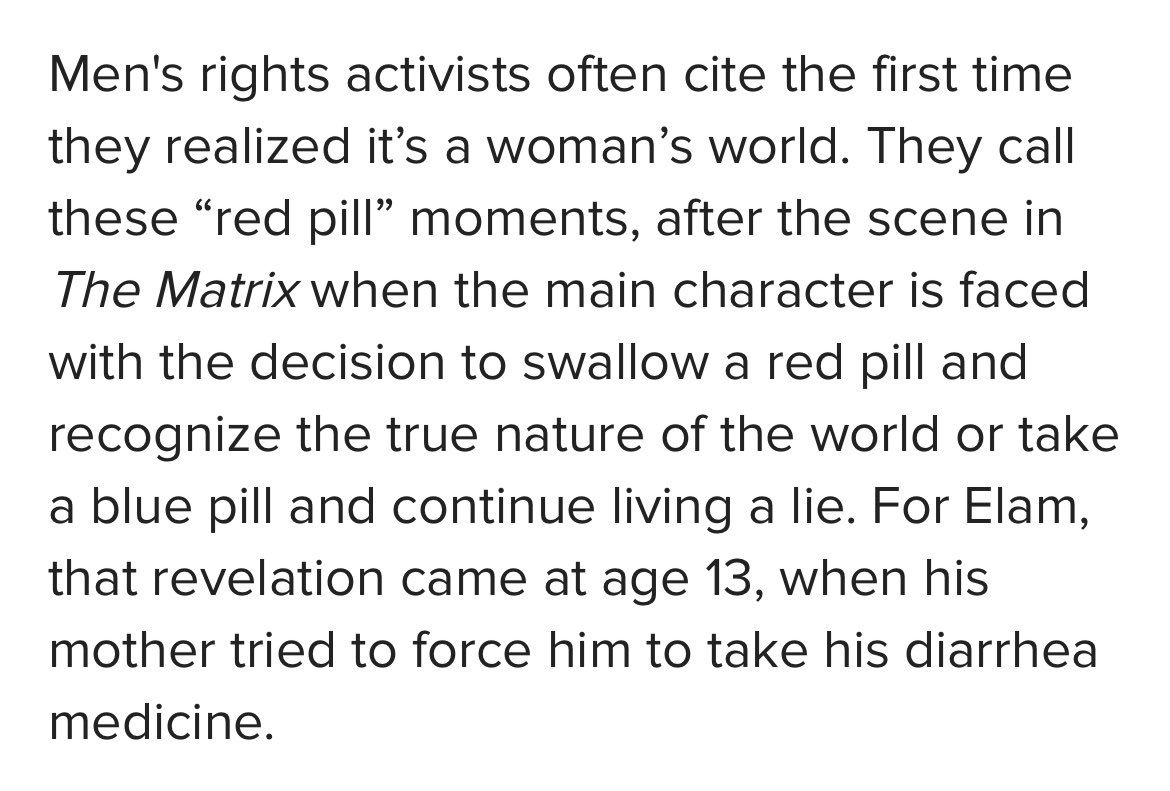 Men's rights activists often cite the first time
they realized it’s a woman’s world. They call
these “red pill” moments, after the scene in
The Matrix when the main character is faced
with the decision to swallow a red pill and
recognize the true nature of the world or take
a blue pill and continue living a lie. For Elam,
that revelation came at age 13, when his
mother tried to force him to take his diarrhea
medicine.